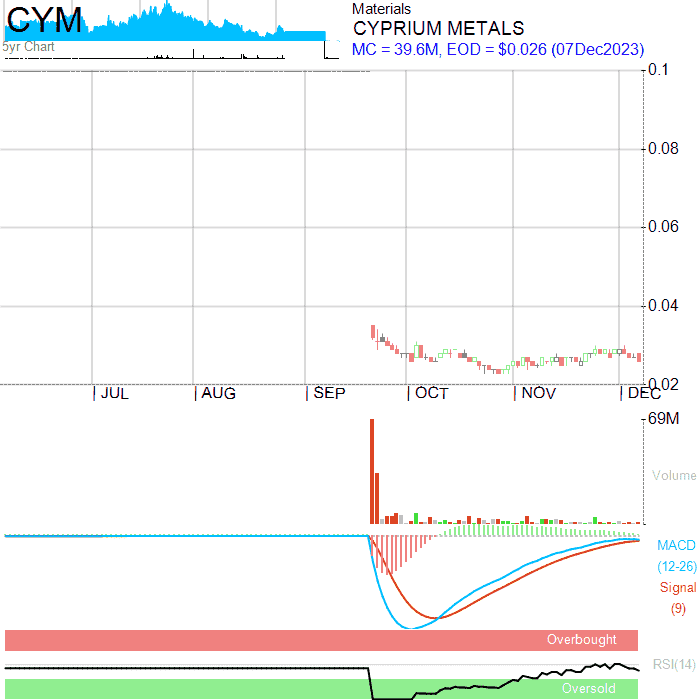 CYM
5yr Chart
Materials
CYPRIUM METALS
MC = 39.6M, EOD = $0.026 (07Dec2023)
0.1
0.08
0.06
0.04
0.02
JUL AUG SEP OCT NOV DEC
69M
Volume
MACD
(12-26)
Signal
(9)
Overbought
RSI(14)
Oversold